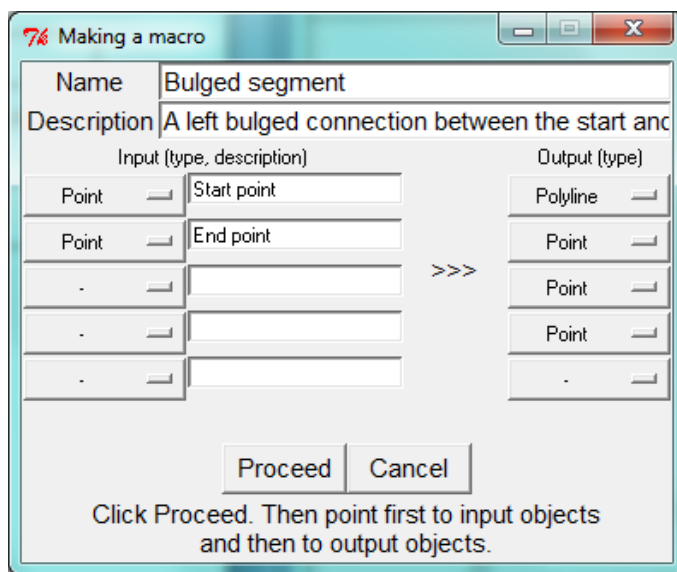 Making a macro
Name Bulged segment
Description A left bulged connection between the start and
Input (type, description) Output (type)
Point Start point Polyline
Point End point Point
>>>
- Point
- Point
- -
Proceed Cancel
Click Proceed. Then point first to input objects
and then to output objects.